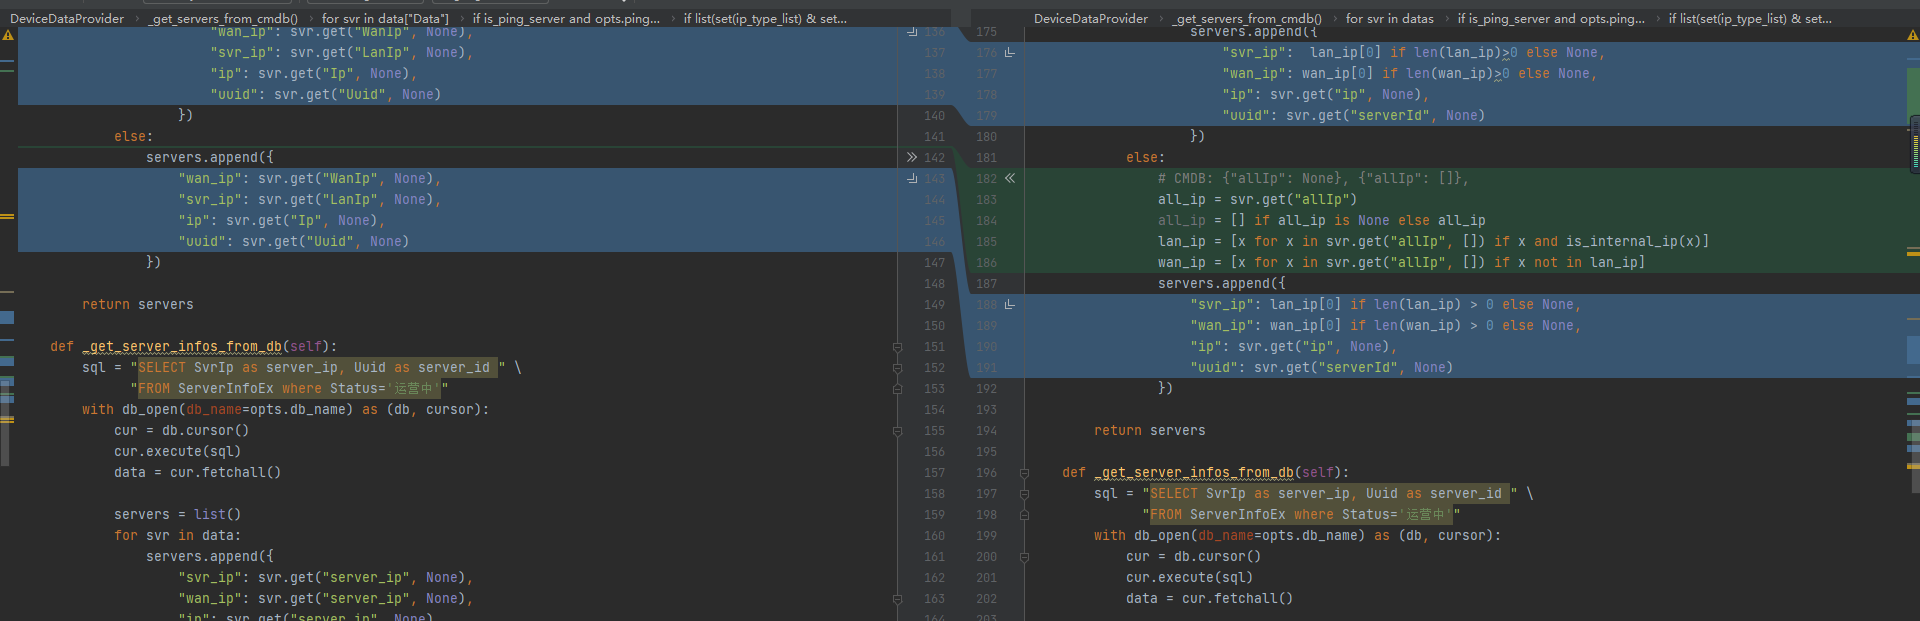 DeviceDataProvider › _get_servers_from_cmdb() › for svr in data["Data"] › if is_ping_server and opts.ping... › if list(set(ip_type_list) & set...
"wan_ip": svr.get("WanIp", None),
"svr_ip": svr.get("LanIp", None),
"ip": svr.get("Ip", None),
"uuid": svr.get("Uuid", None)
})
else:
servers.append({
"wan_ip": svr.get("WanIp", None),
"svr_ip": svr.get("LanIp", None),
"ip": svr.get("Ip", None),
"uuid": svr.get("Uuid", None)
})
return servers
def _get_server_infos_from_db(self):
sql = "SELECT SvrIp as server_ip, Uuid as server_id " \
"FROM ServerInfoEx where Status='运营中'"
with db_open(db_name=opts.db_name) as (db, cursor):
cur = db.cursor()
cur.execute(sql)
data = cur.fetchall()
servers = list()
for svr in data:
servers.append({
"svr_ip": svr.get("server_ip", None),
"wan_ip": svr.get("server_ip", None),
"ip": svr.get("server_ip", None)
136
137
138
139
140
141
142
143
144
145
146
147
148
149
150
151
152
153
154
155
156
157
158
159
160
161
162
163
164
175
176
177
178
179
180
181
182
183
184
185
186
187
188
189
190
191
192
193
194
195
196
197
198
199
200
201
202
203
DeviceDataProvider › _get_servers_from_cmdb() › for svr in datas › if is_ping_server and opts.ping... › if list(set(ip_type_list) & set...
servers.append({
"svr_ip":  lan_ip[0] if len(lan_ip)>0 else None,
"wan_ip": wan_ip[0] if len(wan_ip)>0 else None,
"ip": svr.get("ip", None),
"uuid": svr.get("serverId", None)
})
else:
# CMDB: {"allIp": None}, {"allIp": []},
all_ip = svr.get("allIp")
all_ip = [] if all_ip is None else all_ip
lan_ip = [x for x in svr.get("allIp", []) if x and is_internal_ip(x)]
wan_ip = [x for x in svr.get("allIp", []) if x not in lan_ip]
servers.append({
"svr_ip": lan_ip[0] if len(lan_ip) > 0 else None,
"wan_ip": wan_ip[0] if len(wan_ip) > 0 else None,
"ip": svr.get("ip", None),
"uuid": svr.get("serverId", None)
})
return servers
def _get_server_infos_from_db(self):
sql = "SELECT SvrIp as server_ip, Uuid as server_id " \
"FROM ServerInfoEx where Status='运营中'"
with db_open(db_name=opts.db_name) as (db, cursor):
cur = db.cursor()
cur.execute(sql)
data = cur.fetchall()